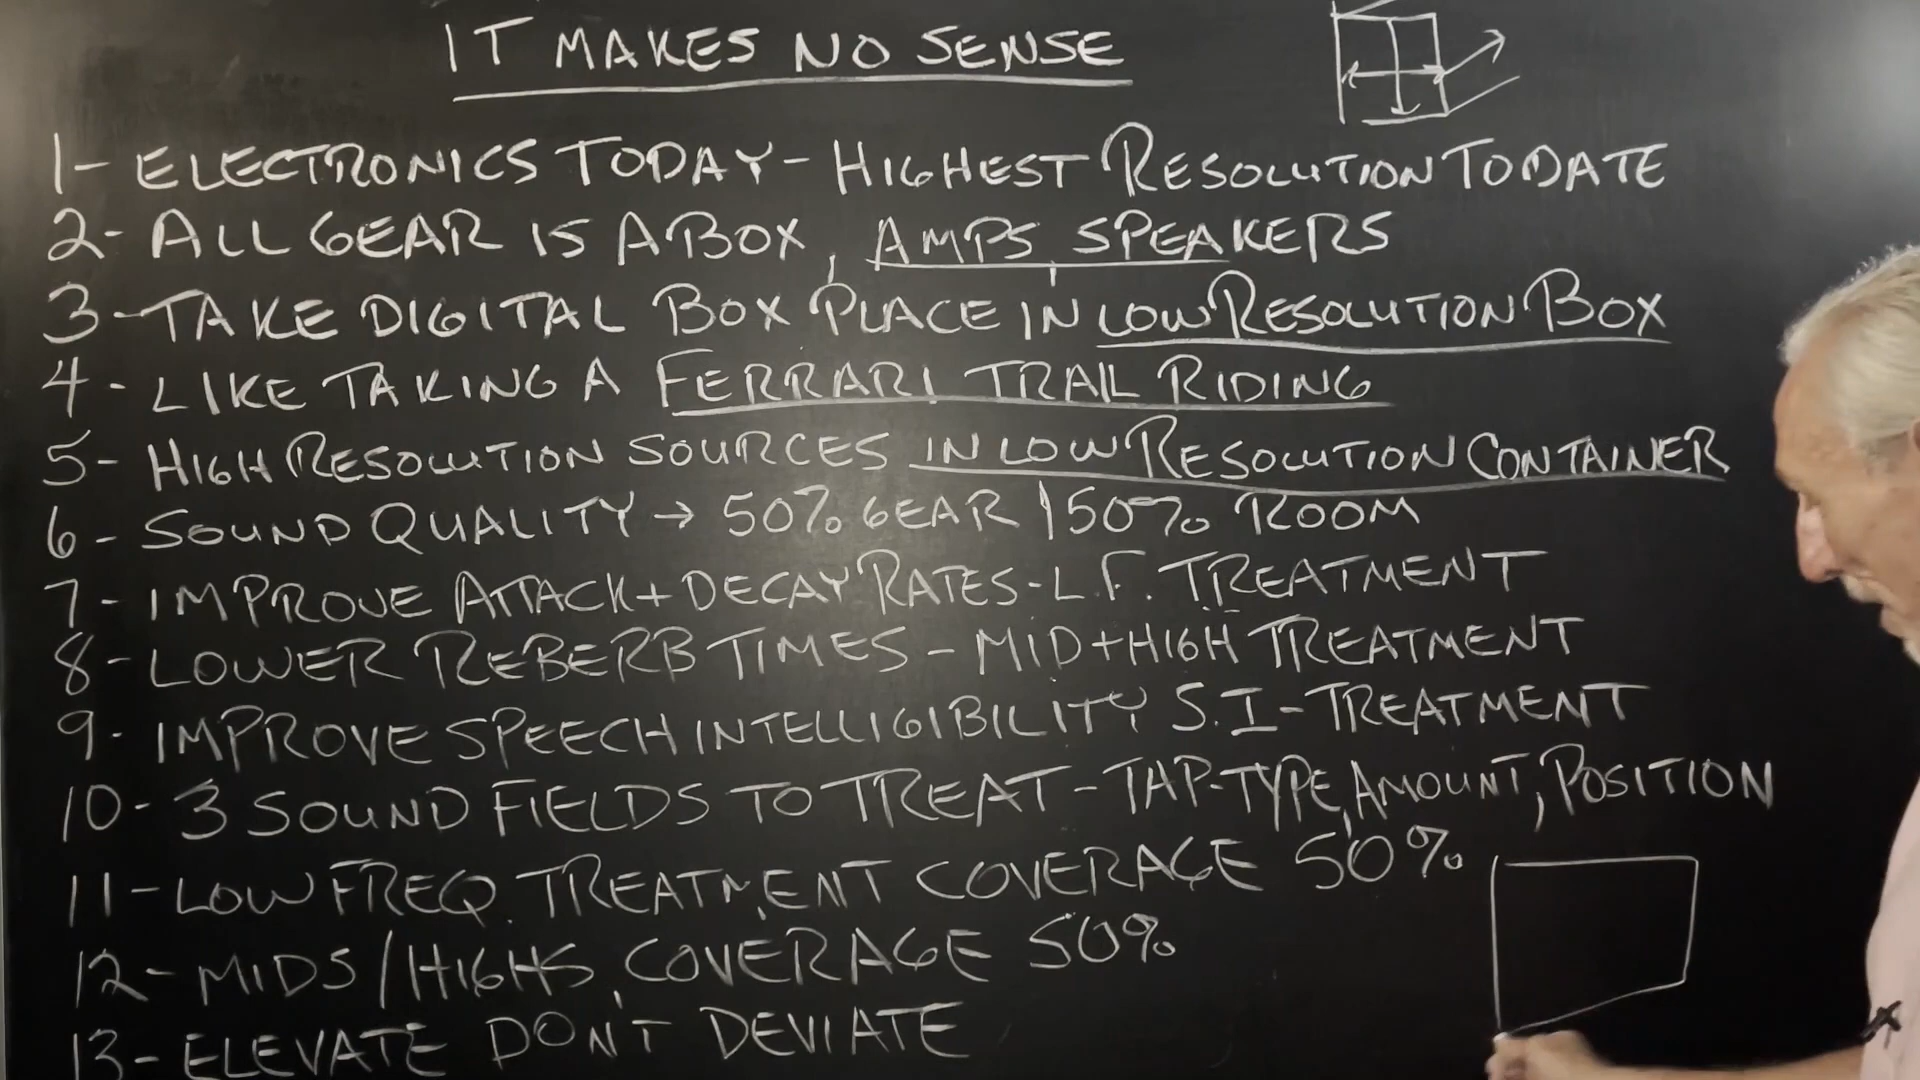 IT MAKES NO SENSE
1- ELECTRONICS TODAY - HIGHEST RESOLUTION TO DATE
2- ALL GEAR IS A BOX, AMPS, SPEAKERS
3- TAKE DIGITAL BOX PLACE IN LOW RESOLUTION BOX
4- LIKE TAKING A FERRARI TRAIL RIDING
5- HIGH RESOLUTION SOURCES IN LOW RESOLUTION CONTAINER
6- SOUND QUALITY → 50% GEAR | 50% ROOM
7- IMPROVE ATTACK + DECAY RATES - L.F. TREATMENT
8- LOWER REBERB TIMES - MID + HIGH TREATMENT
9- IMPROVE SPEECH INTELLIGIBILITY S.I - TREATMENT
10- 3 SOUND FIELDS TO TREAT - TAP-TYPE, AMOUNT, POSITION
11- LOW FREQ. TREATMENT COVERAGE 50%
12- MIDS/HIGHS, COVERAGE 50%
13- ELEVATE DON'T DEVIATE